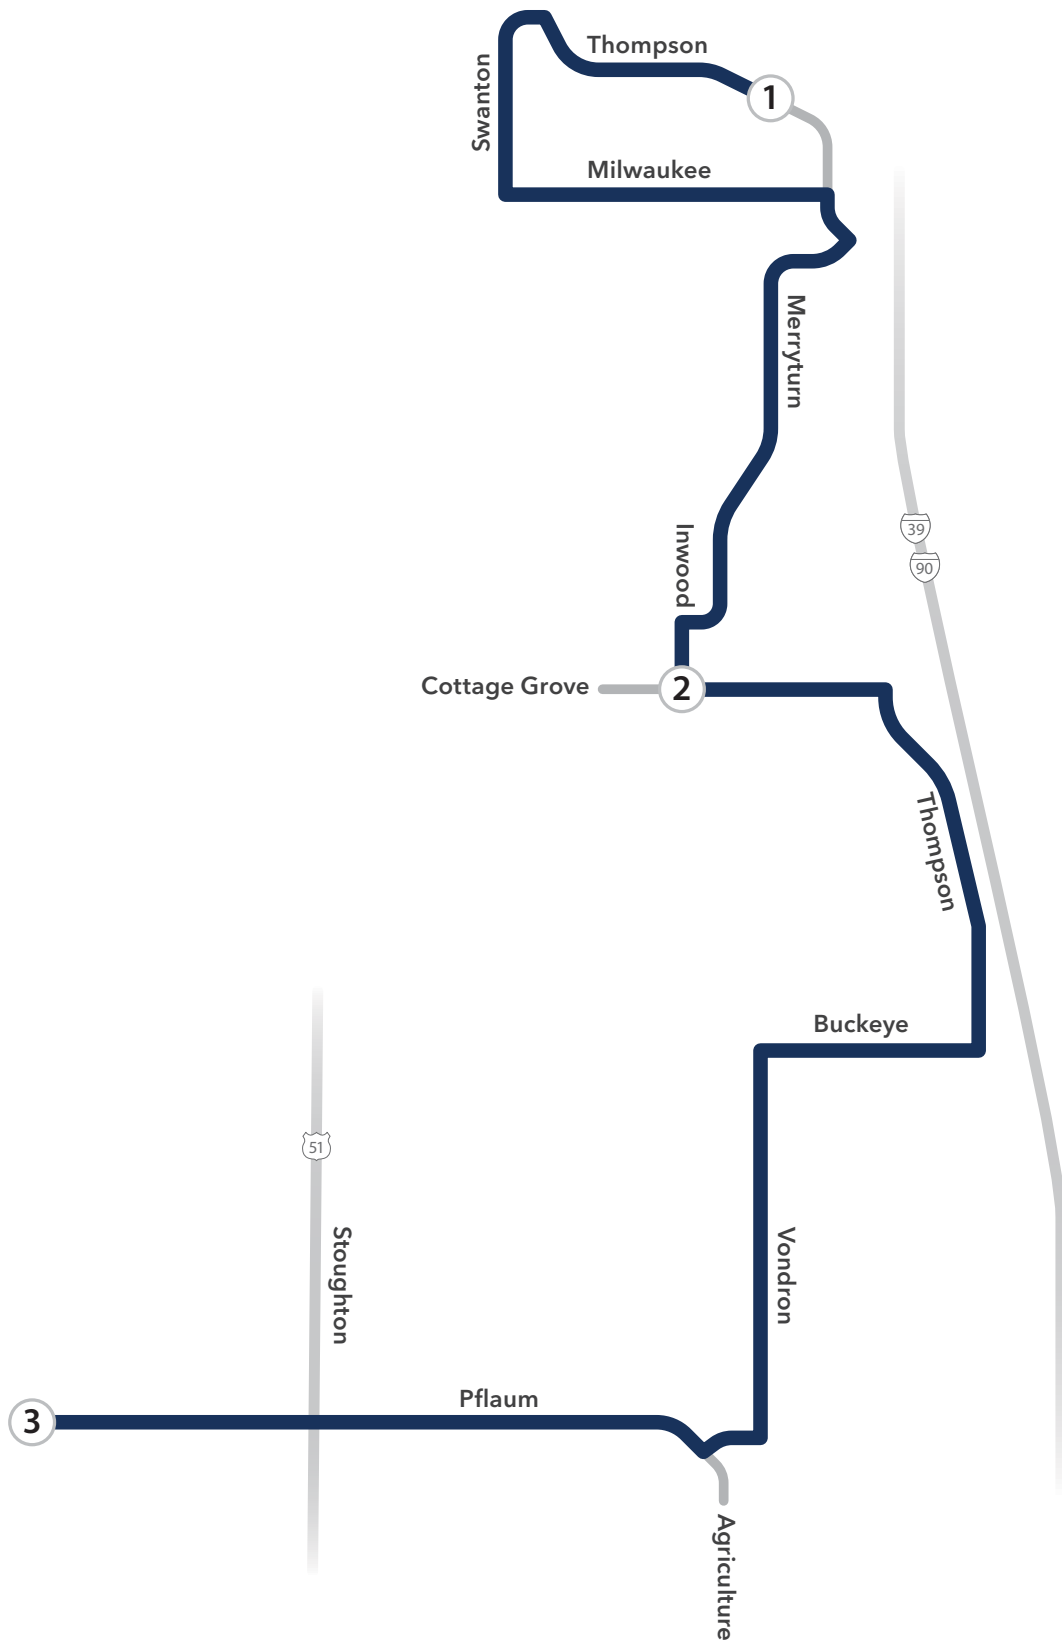 Thompson
1
Swanton
Milwaukee
Merryturn
39
Inwood
90
Cottage Grove
2
Thompson
Buckeye
51
Stoughton
Vondron
Pflaum
3
Agriculture